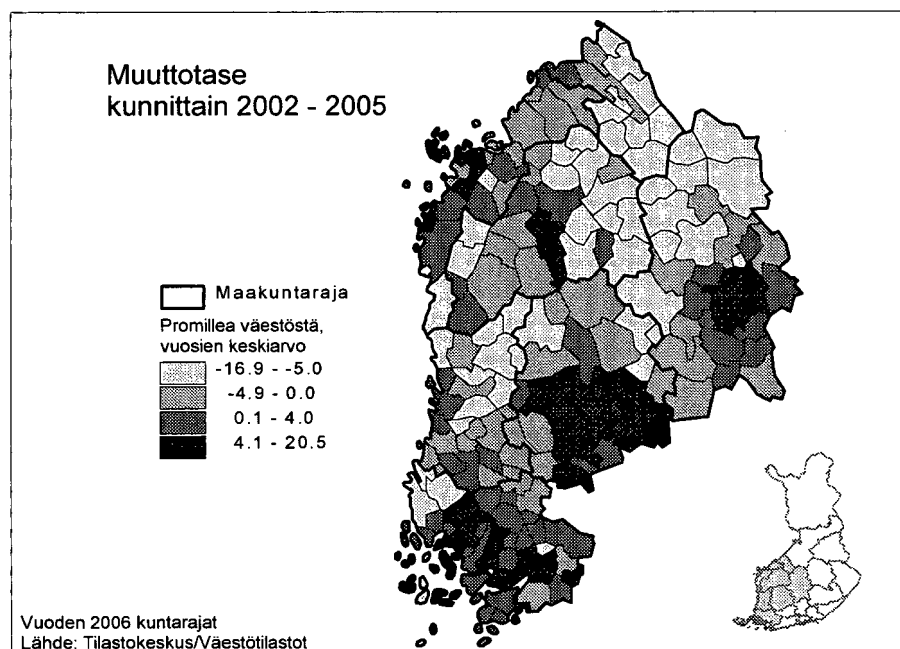 Muuttotase
kunnittain 2002 - 2005
Maakuntaraja
Promillea väestöstä,
vuosien keskiarvo
-16.9 - -5.0
-4.9 - 0.0
0.1 - 4.0
4.1 - 20.5
Vuoden 2006 kuntarajat
Lähde: Tilastokeskus/Väestötilastot